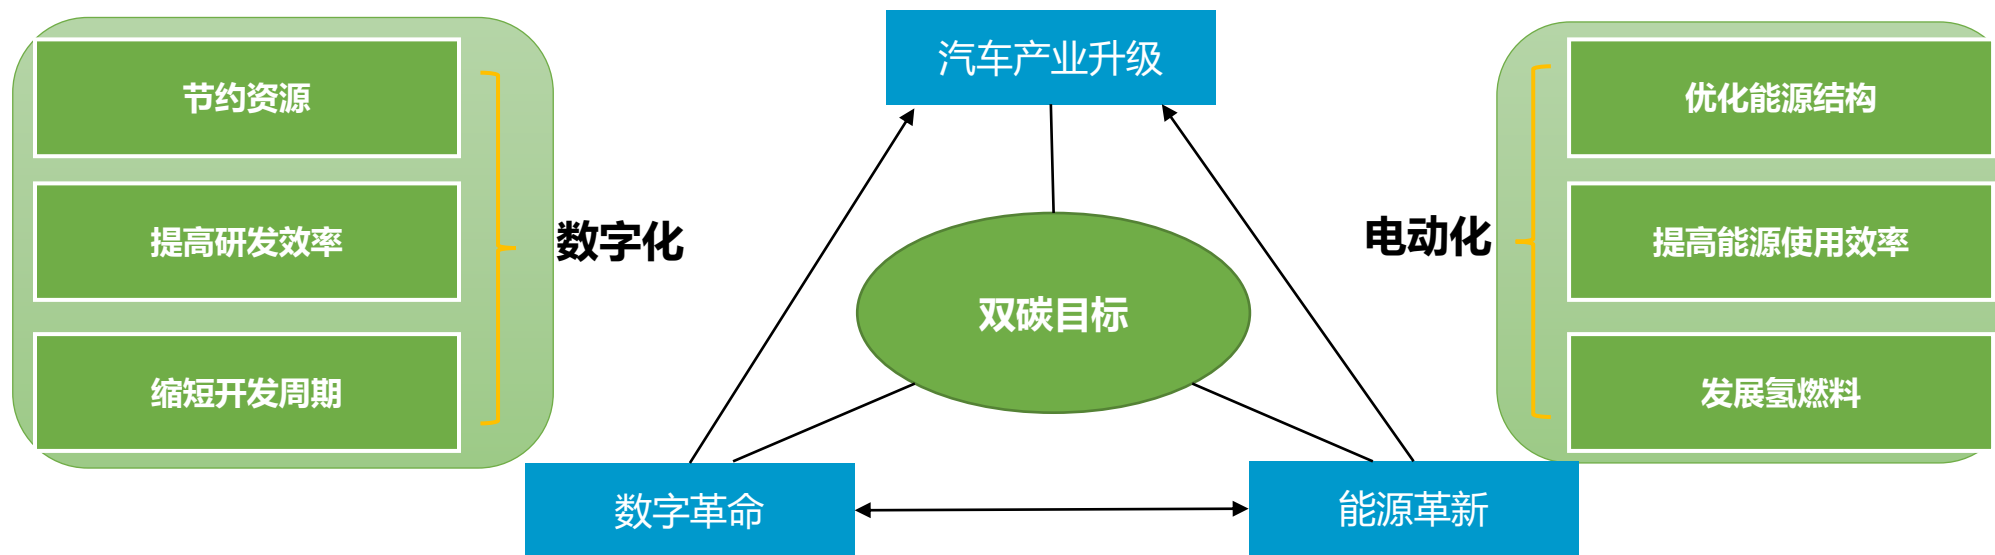 节约资源
提高研发效率
缩短开发周期
数字化
汽车产业升级
双碳目标
数字革命
能源革新
电动化
优化能源结构
提高能源使用效率
发展氢燃料